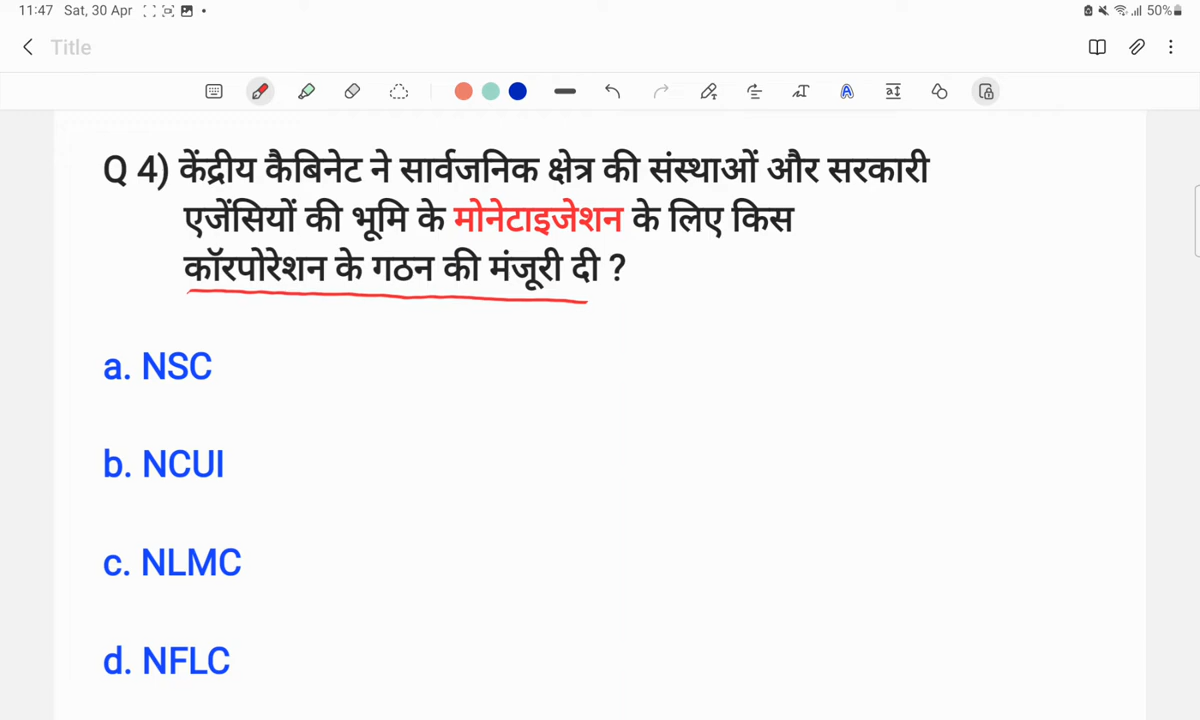 11:47 Sat, 30 Apr
50%
Title
Q 4) केंद्रीय कैबिनेट ने सार्वजनिक क्षेत्र की संस्थाओं और सरकारी
एजेंसियों की भूमि के मोनेटाइजेशन के लिए किस
कॉरपोरेशन के गठन की मंजूरी दी ?
a. NSC
b. NCUI
c. NLMC
d. NFLC